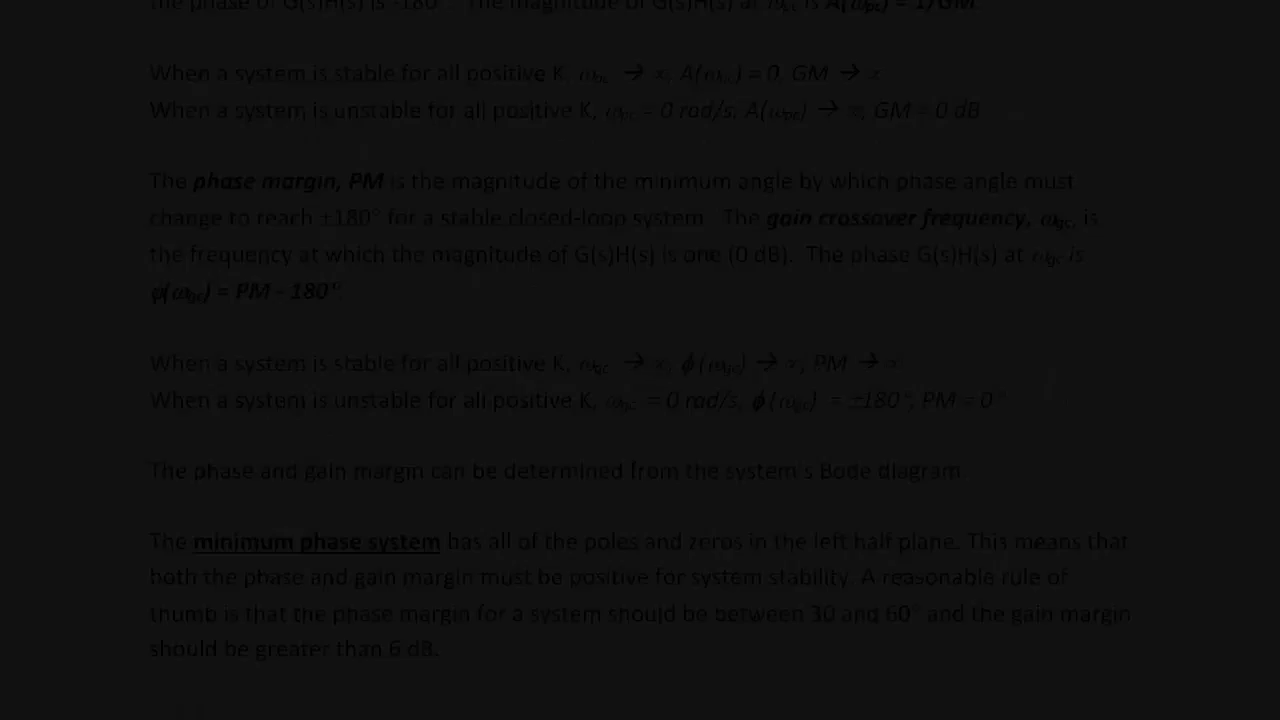 the phase of G(s)H(s) is -180°. The magnitude of G(s)H(s) at ωpc is A(ωpc) = 1/GM.
When a system is stable for all positive K, ωpc → ∞, A(ωpc) = 0, GM → ∞
When a system is unstable for all positive K, ωpc = 0 rad/s, A(ωpc) → ∞, GM = 0 dB
The phase margin, PM is the magnitude of the minimum angle by which phase angle must
change to reach ±180° for a stable closed-loop system. The gain crossover frequency, ωgc, is
the frequency at which the magnitude of G(s)H(s) is one (0 dB). The phase G(s)H(s) at ωgc is
φ(ωgc) = PM - 180°.
When a system is stable for all positive K, ωgc → ∞, ϕ(ωgc) → ∞, PM → ∞
When a system is unstable for all positive K, ωgc = 0 rad/s, ϕ(ωgc) = ±180°, PM = 0°
The phase and gain margin can be determined from the system's Bode diagram.
The minimum phase system has all of the poles and zeros in the left half plane. This means that
both the phase and gain margin must be positive for system stability. A reasonable rule of
thumb is that the phase margin for a system should be between 30 and 60° and the gain margin
should be greater than 6 dB.